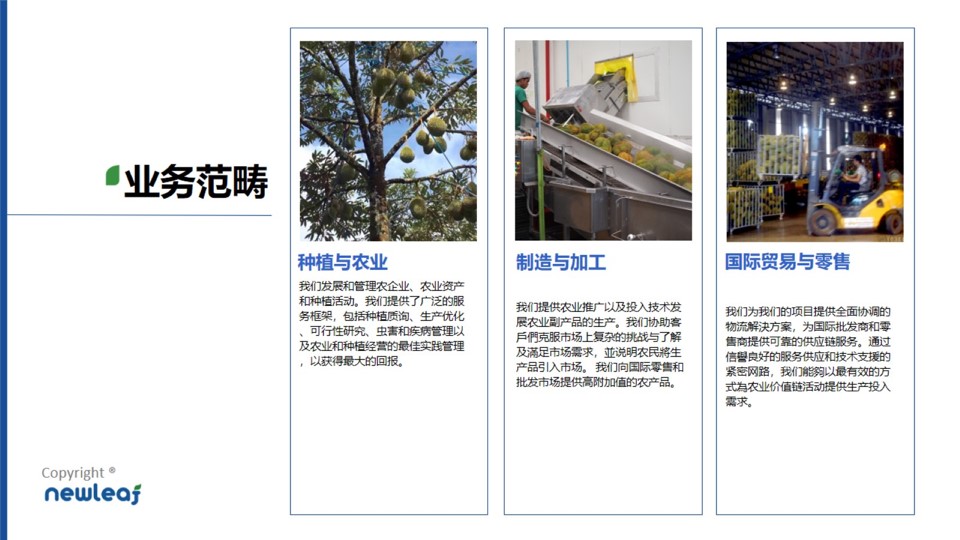 业务范畴
种植与农业
我们发展和管理农企业、农业资产
和种植活动。我们提供了广泛的服
务框架，包括种植质询、生产优化
、可行性研究、虫害和疾病管理以
及农业和种植经营的最佳实践管理
，以获得最大的回报。
制造与加工
我们提供农业推广以及投入技术发
展农业副产品的生产。我们协助客
戶們克服市场上复杂的挑战与了解
及滿足市场需求，並说明农民將生
产品引入市场。 我们向国际零售和
批发市场提供高附加值的农产品。
国际贸易与零售
我们为我们的项目提供全面协调的
物流解決方案，为国际批发商和零
售商提供可靠的供应链服务。通过
信譽良好的服务供应和技术支援的
紧密网路，我们能夠以最有效的方
式為农业价值链活动提供生产投入
需求。
Copyright ®
newleaf